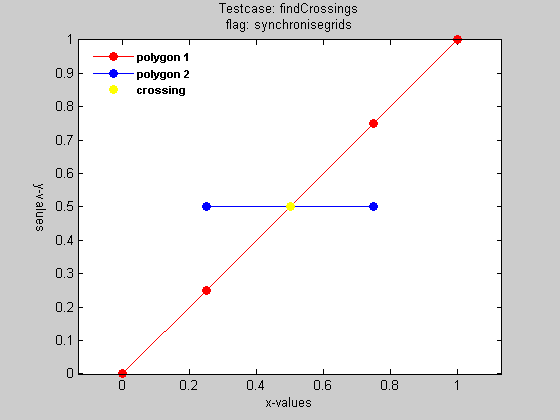 Testcase: findCrossings
flag: synchronisegrids
polygon 1
polygon 2
crossing
1
0.9
0.8
0.7
0.6
0.5
0.4
0.3
0.2
0.1
0
y-values
0 0.2 0.4 0.6 0.8 1
x-values